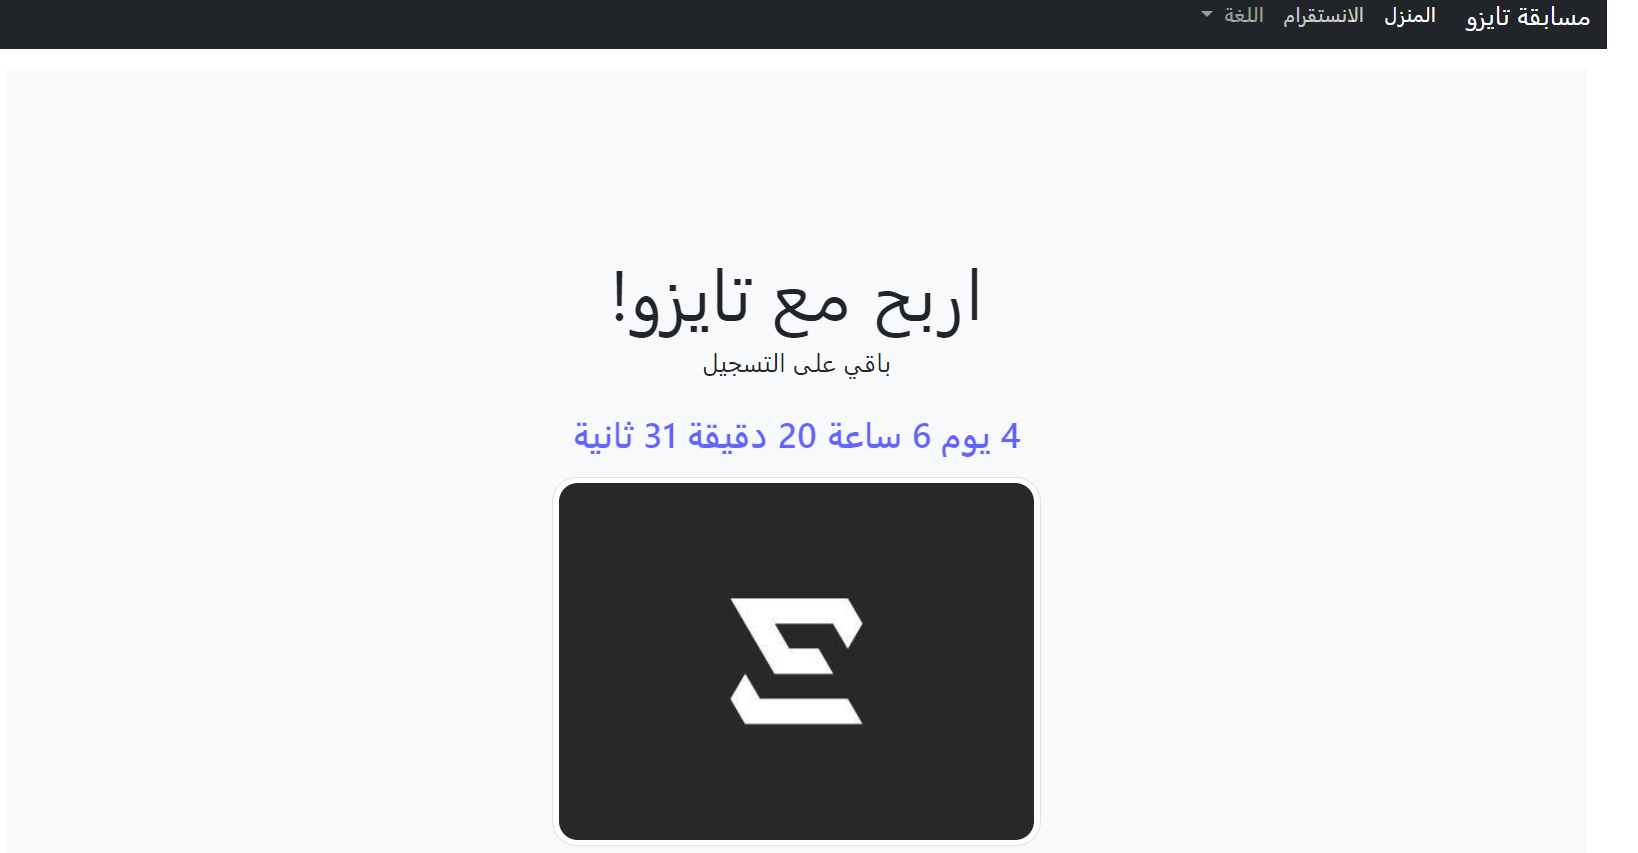 مسابقة تايزو المنزل الانستقرام اللغة
اربح مع تايزو!
باقي على التسجيل
4 يوم 6 ساعة 20 دقيقة 31 ثانية